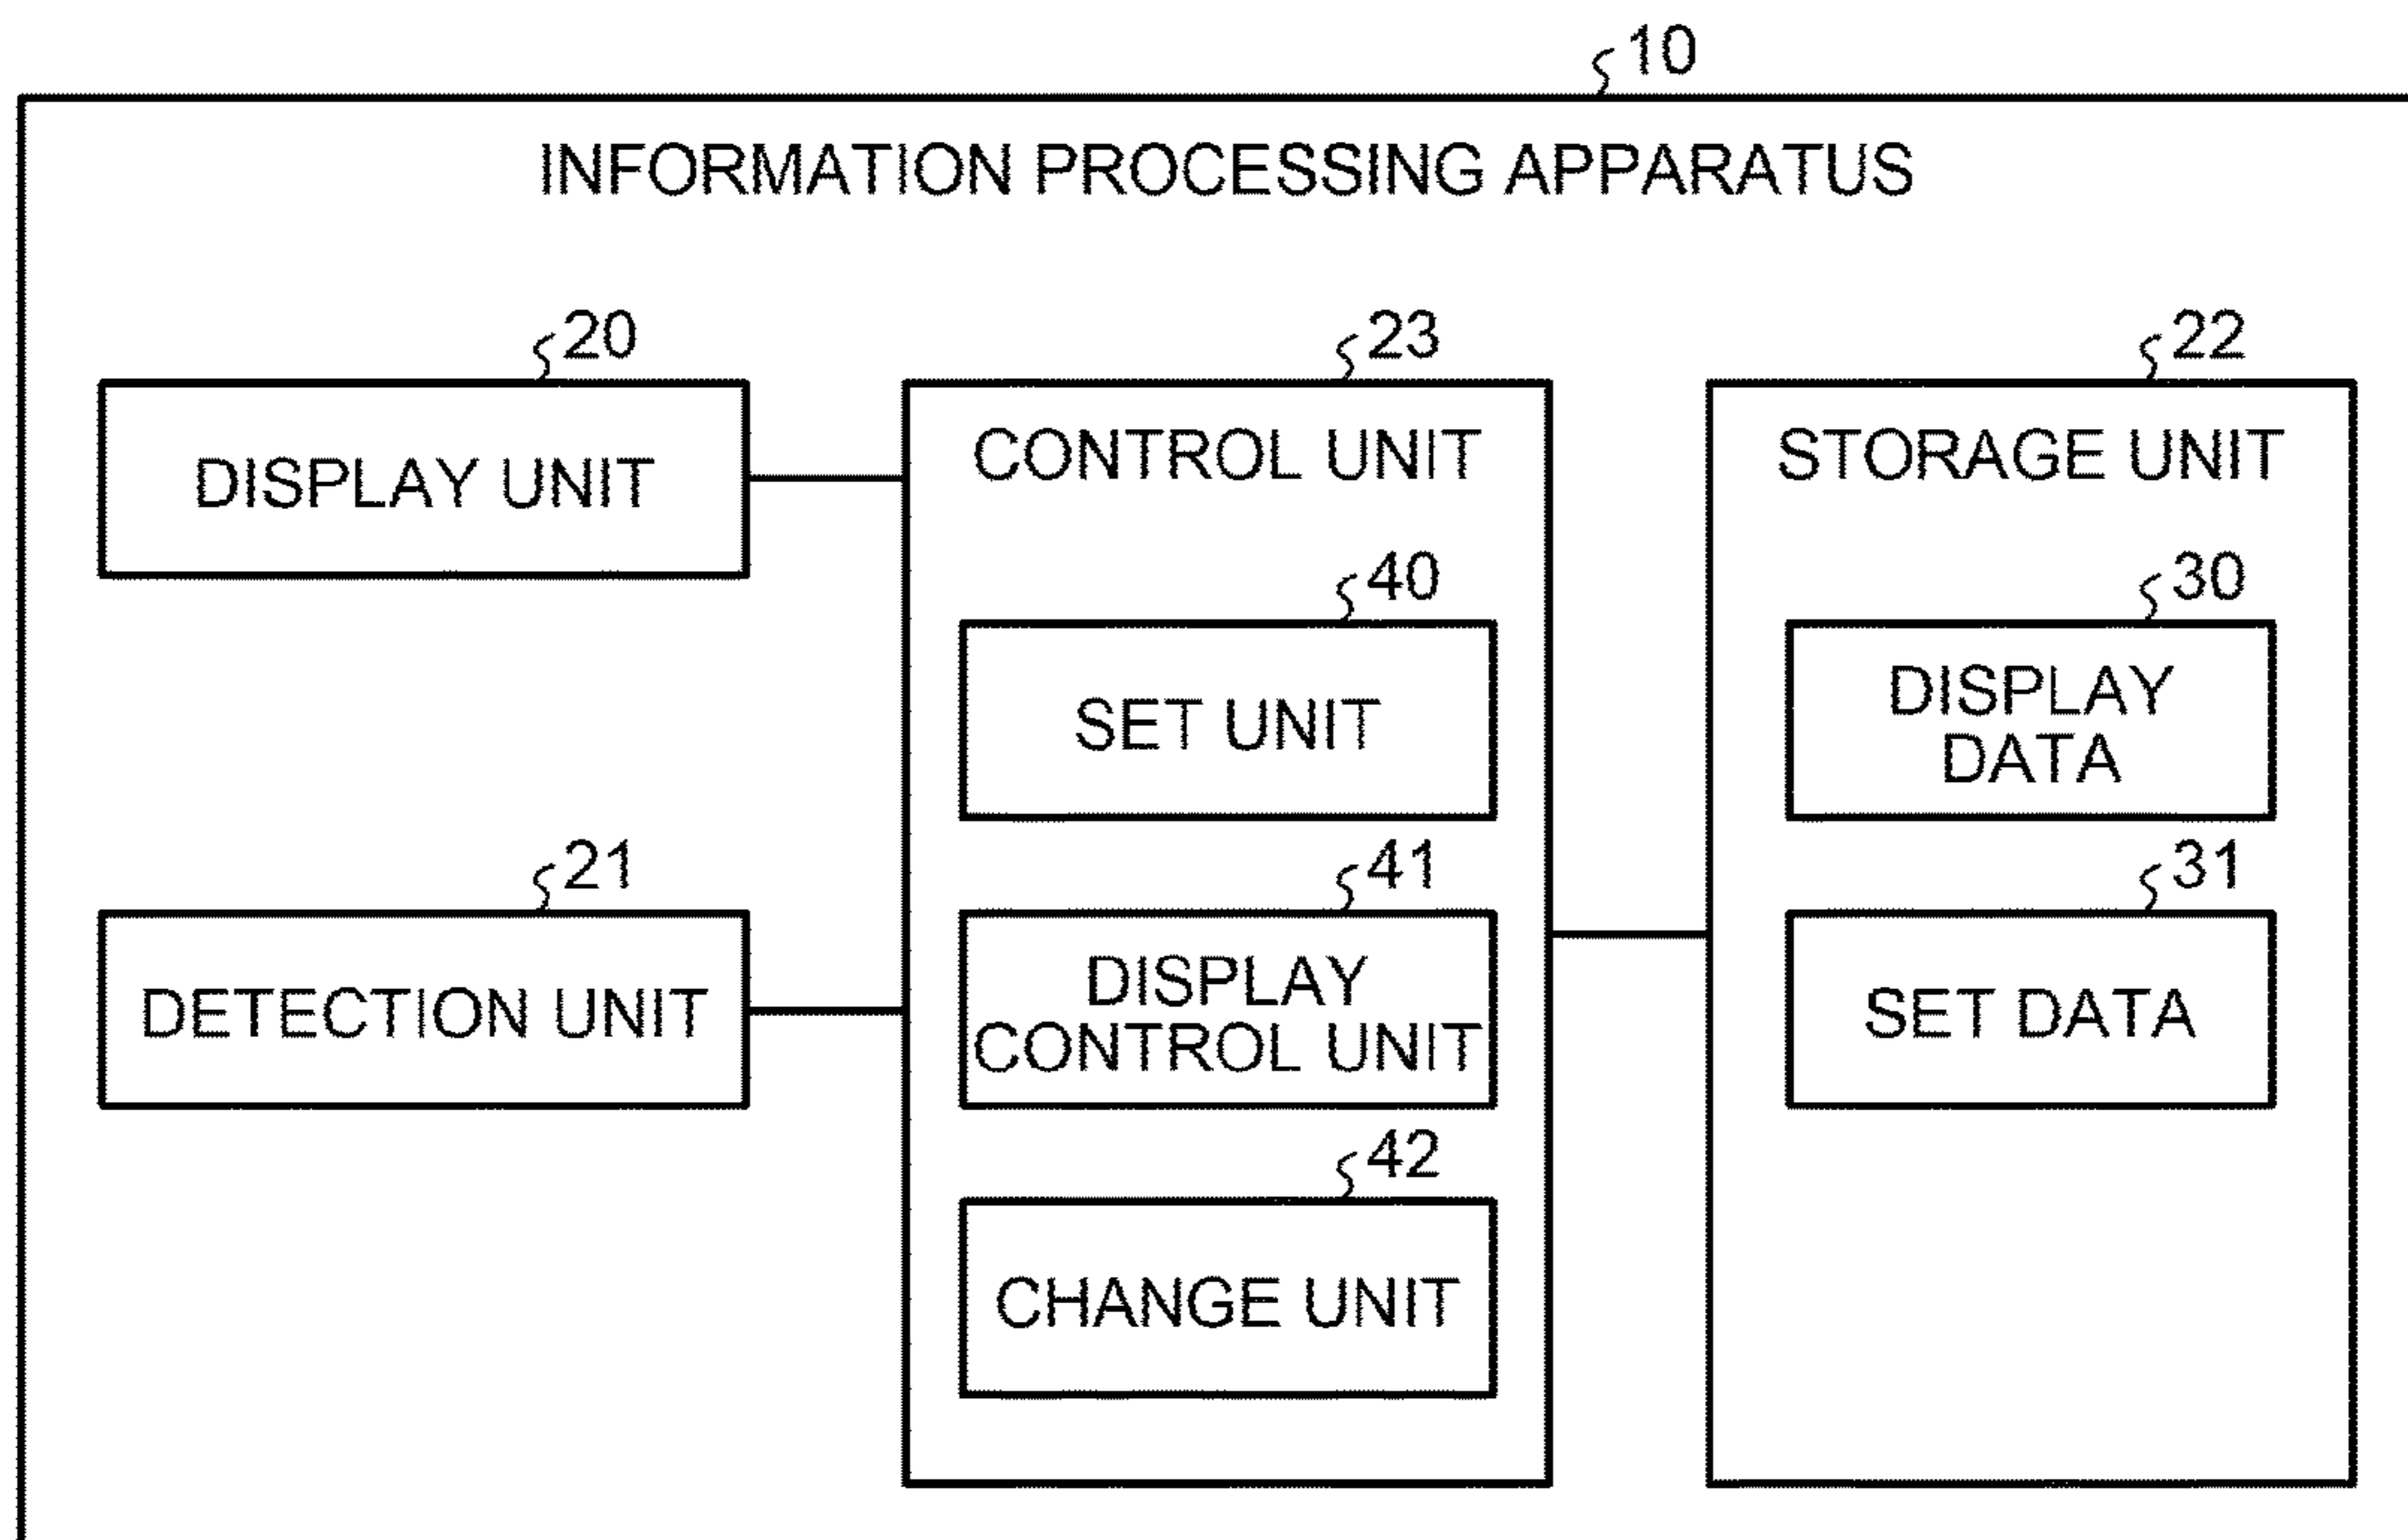 10
INFORMATION PROCESSING APPARATUS
20
DISPLAY UNIT
21
DETECTION UNIT
23
CONTROL UNIT
40
SET UNIT
41
DISPLAY
CONTROL UNIT
42
CHANGE UNIT
22
STORAGE UNIT
30
DISPLAY
DATA
31
SET DATA